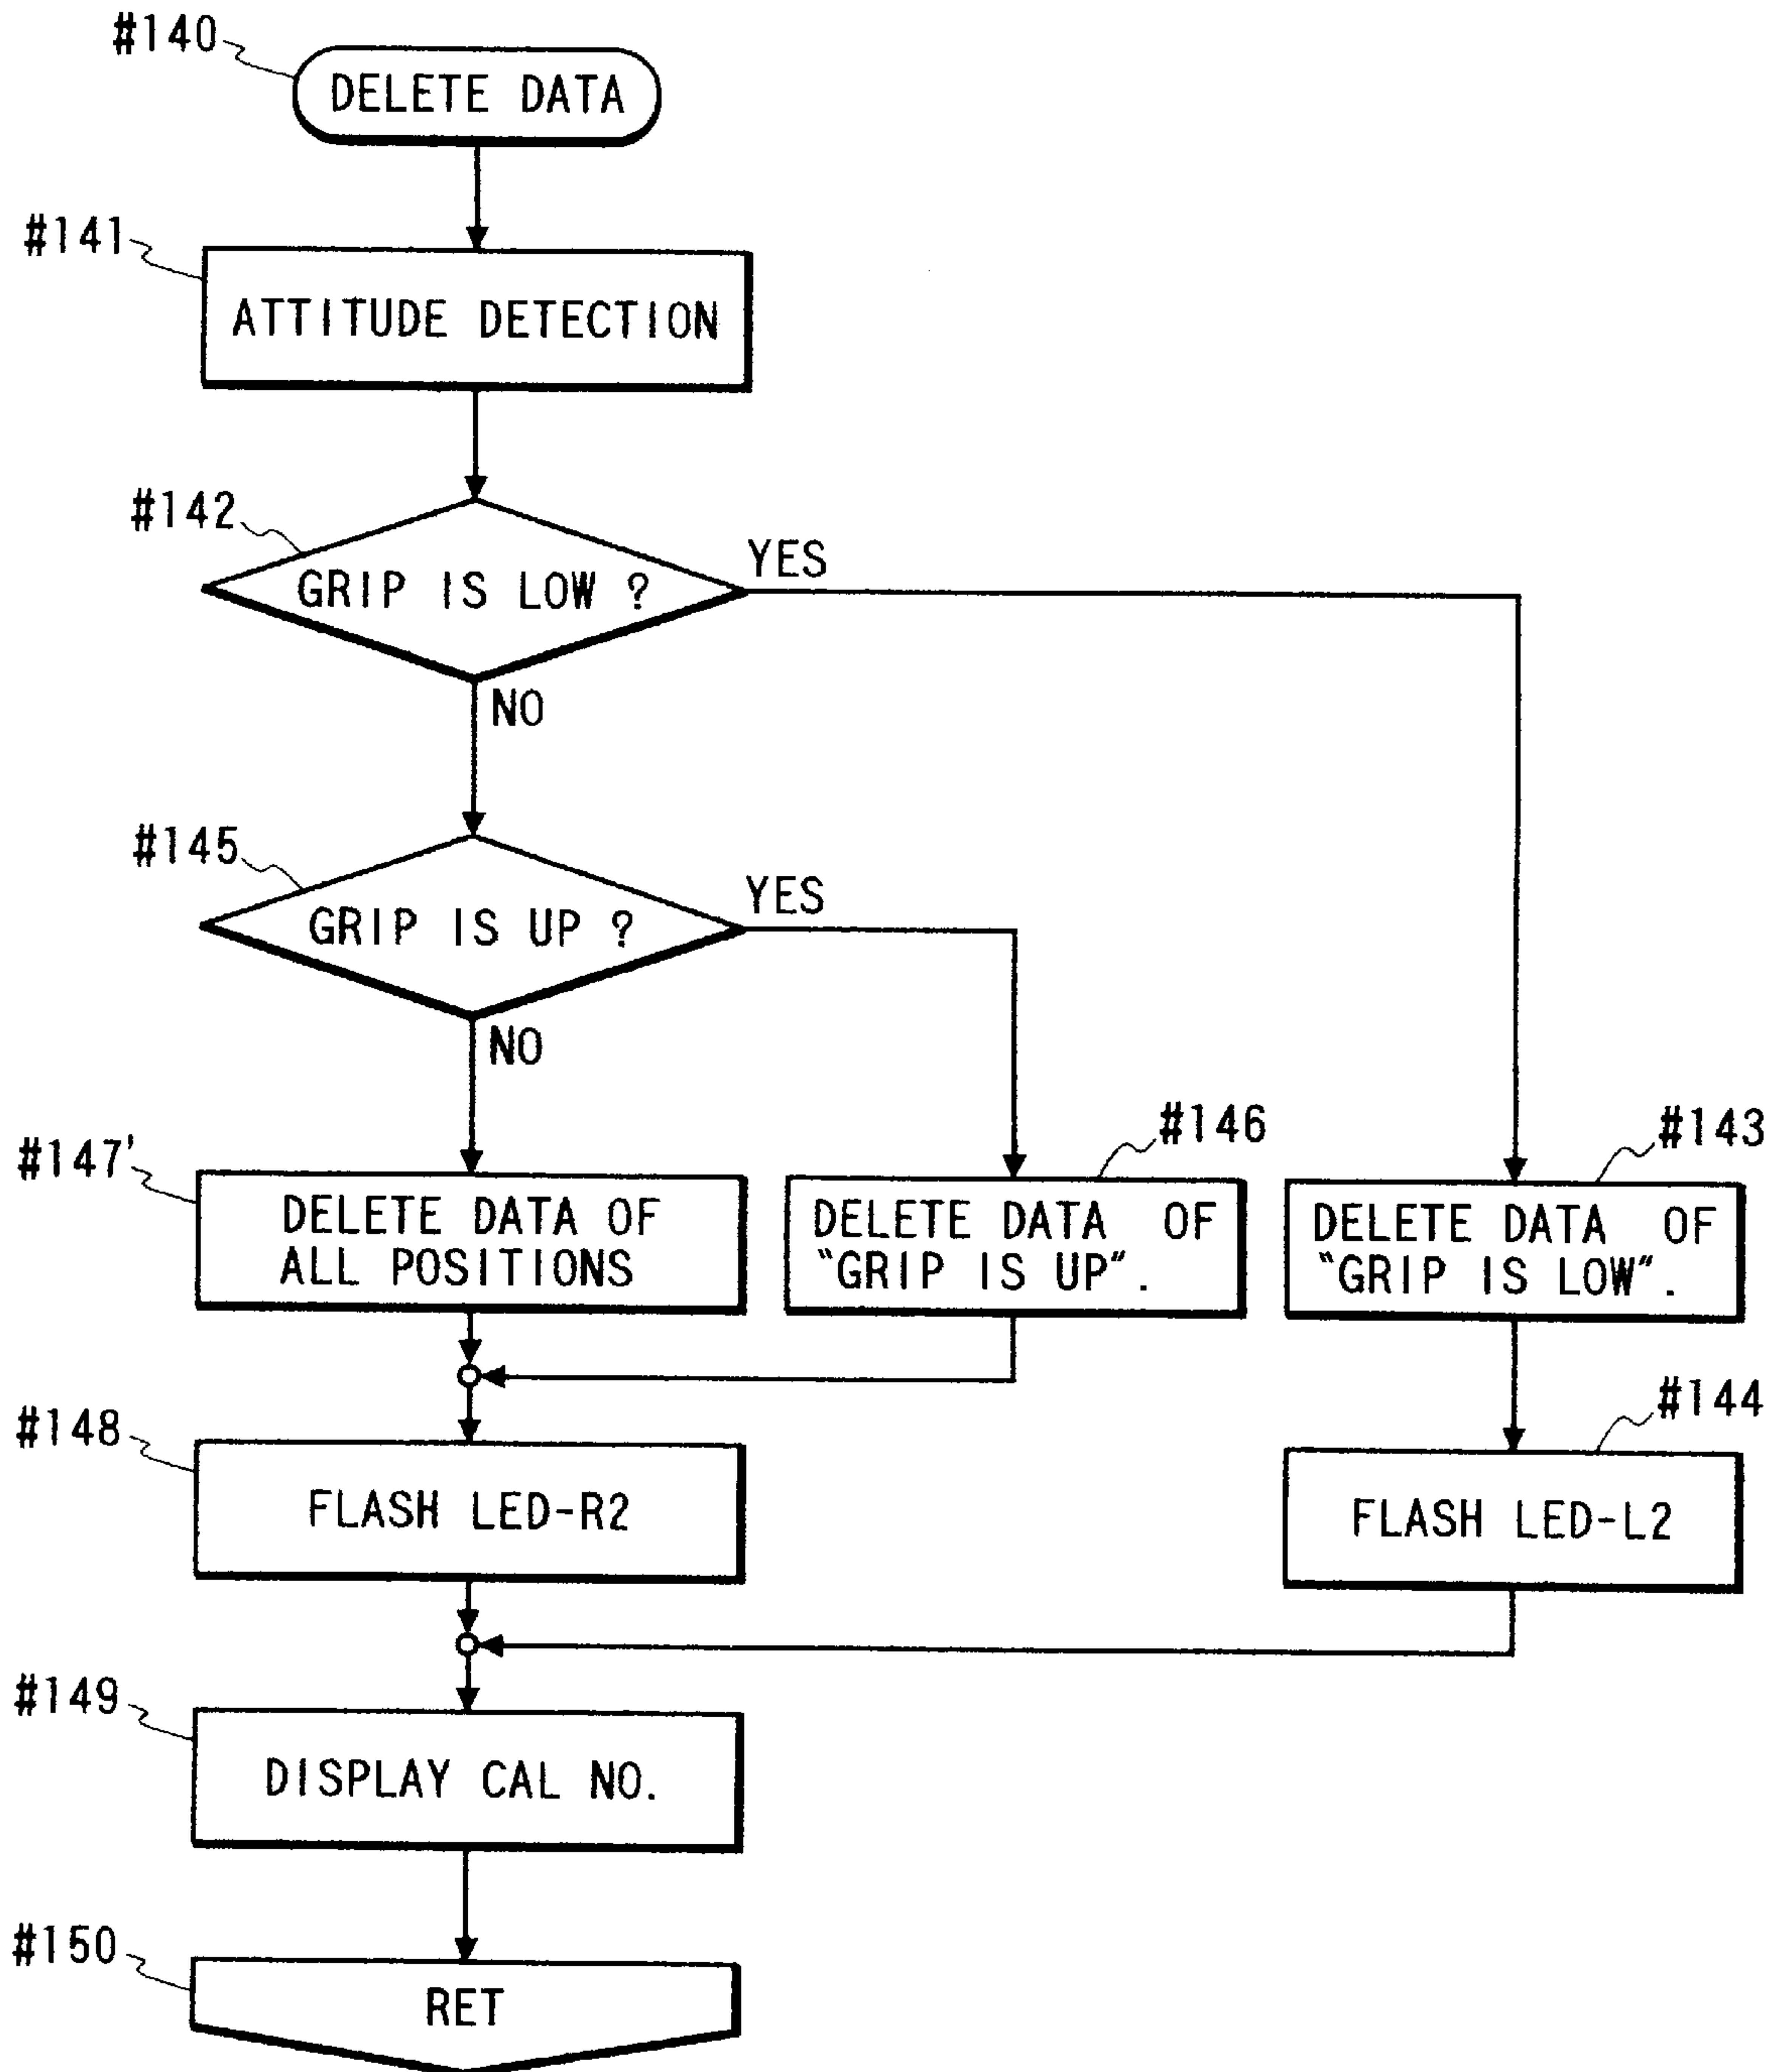 #140
DELETE DATA
#141
ATTITUDE DETECTION
#142
GRIP IS LOW ?
YES
NO
#145
GRIP IS UP ?
YES
NO
#147'
DELETE DATA OF
ALL POSITIONS
#146
DELETE DATA OF
"GRIP IS UP".
#143
DELETE DATA OF
"GRIP IS LOW".
#148
FLASH LED-R2
#144
FLASH LED-L2
#149
DISPLAY CAL NO.
#150
RET